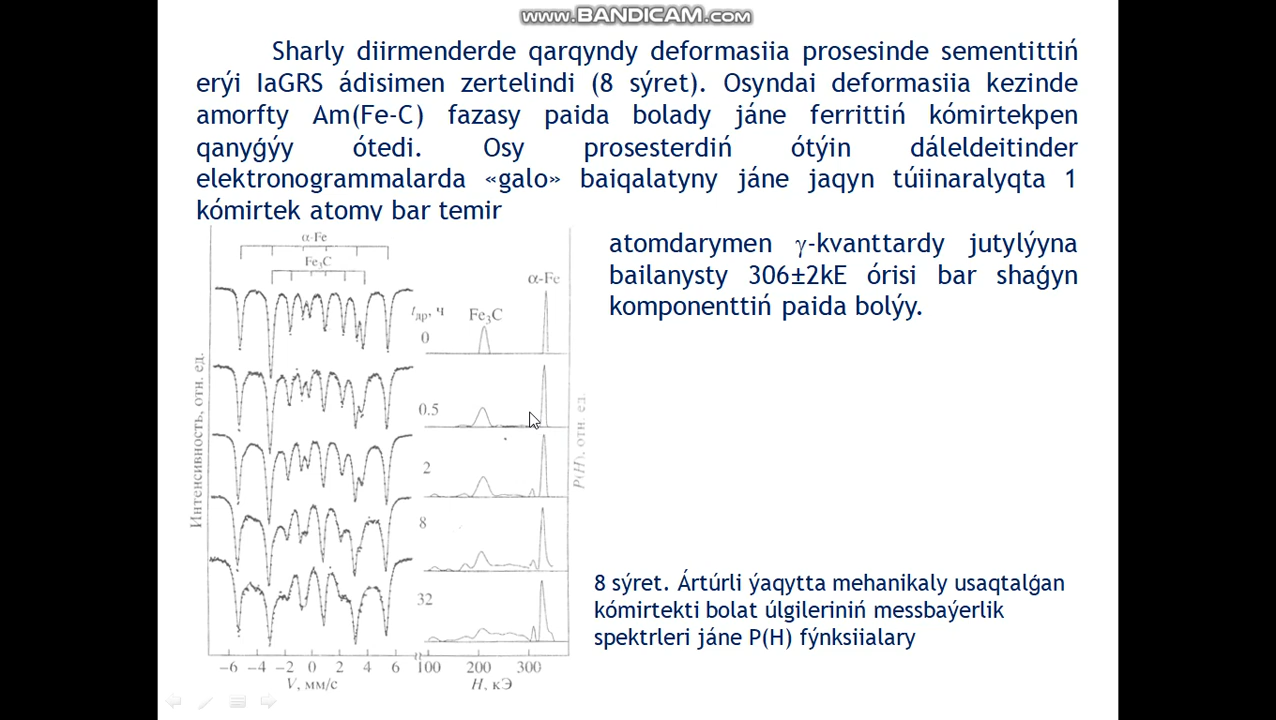 www.BANDICAM.com
Sharly diirmenderde qarqyndy deformasiia prosesinde sementittiń
erýi IaGRS ádisimen zertelindi (8 sýret). Osyndai deformasiia kezinde
amorfty Am(Fe-C) fazasy paida bolady jáne ferrittiń kómirtekpen
qanyǵýy ótedi. Osy prosesterdiń ótýin dáleldeitinder
elektronogrammalarda «galo» baiqalatyny jáne jaqyn túiinaralyqta 1
kómirtek atomy bar temir
atomdarymen γ-kvanttardy jutylýyna
bailanysty 306±2kE órisi bar shaǵyn
komponenttiń paida bolýy.
α-Fe
Fe₃C
α-Fe
Fe₃C
tдр, ч
0
0.5
2
8
32
Интенсивность, отн. ед.
P(H), отн. ед.
−6 −4 −2 0 2 4 6 100 200 300
V, мм/с
H, кЭ
8 sýret. Ártúrli ýaqytta mehanikaly usaqtalǵan
kómirtekti bolat úlgileriniń messbaýerlik
spektrleri jáne P(H) fýnksiialary